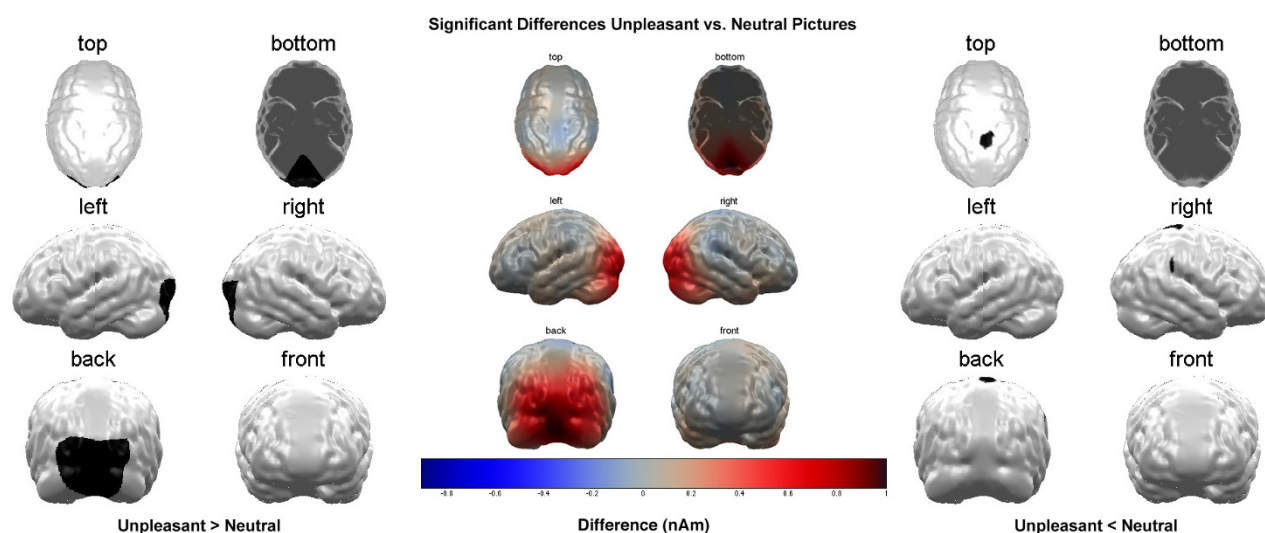 Significant Differences Unpleasant vs. Neutral Pictures
top bottom
left right
back front
Unpleasant > Neutral
top bottom
left right
back front
-0.8 -0.6 -0.4 -0.2 0 0.2 0.4 0.6 0.8 1
Difference (nAm)
top bottom
left right
back front
Unpleasant < Neutral